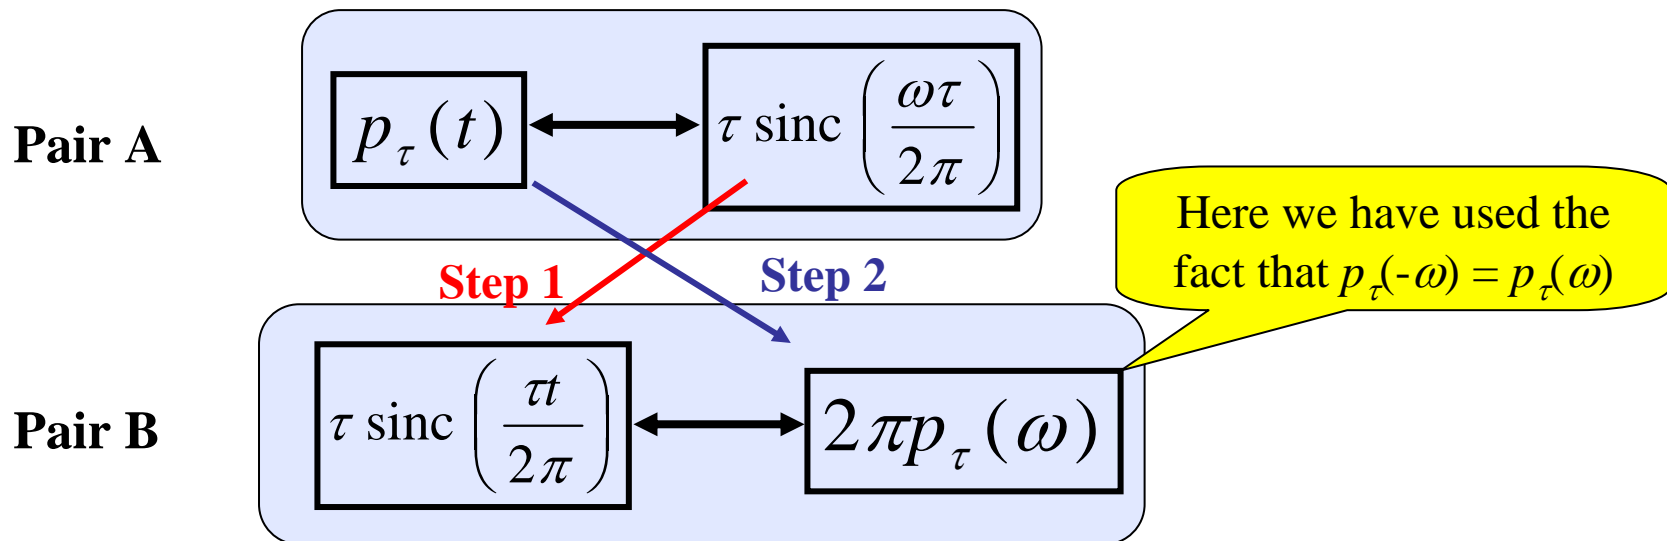 Pair A
p_τ(t)
τ sinc (ωτ / 2π)
Here we have used the
fact that p_τ(-ω) = p_τ(ω)
Step 1
Step 2
Pair B
τ sinc (τt / 2π)
2πp_τ(ω)